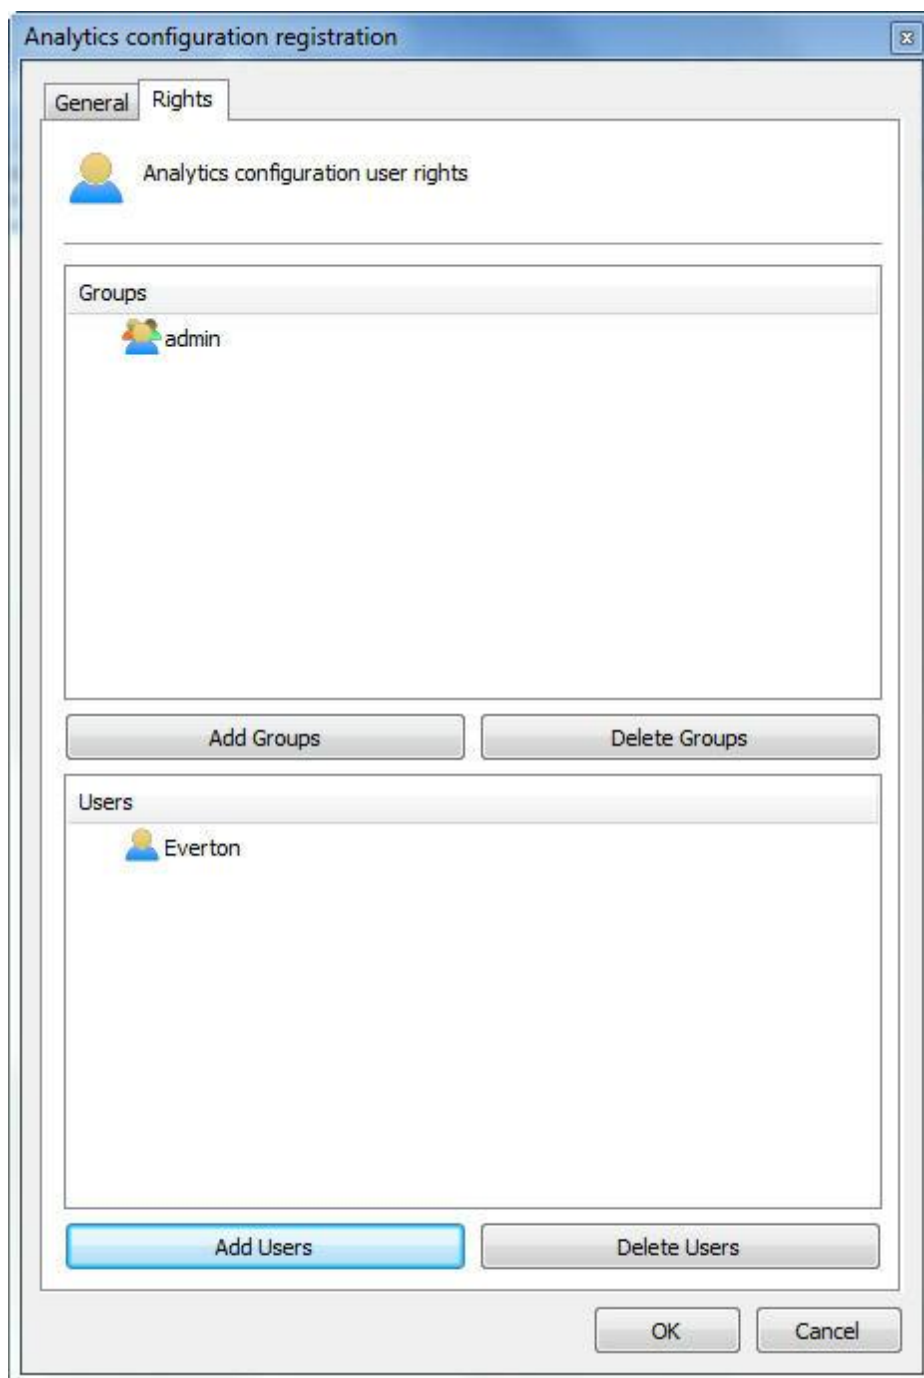 Analytics configuration registration
General Rights
Analytics configuration user rights
Groups
admin
Add Groups Delete Groups
Users
Everton
Add Users Delete Users
OK Cancel